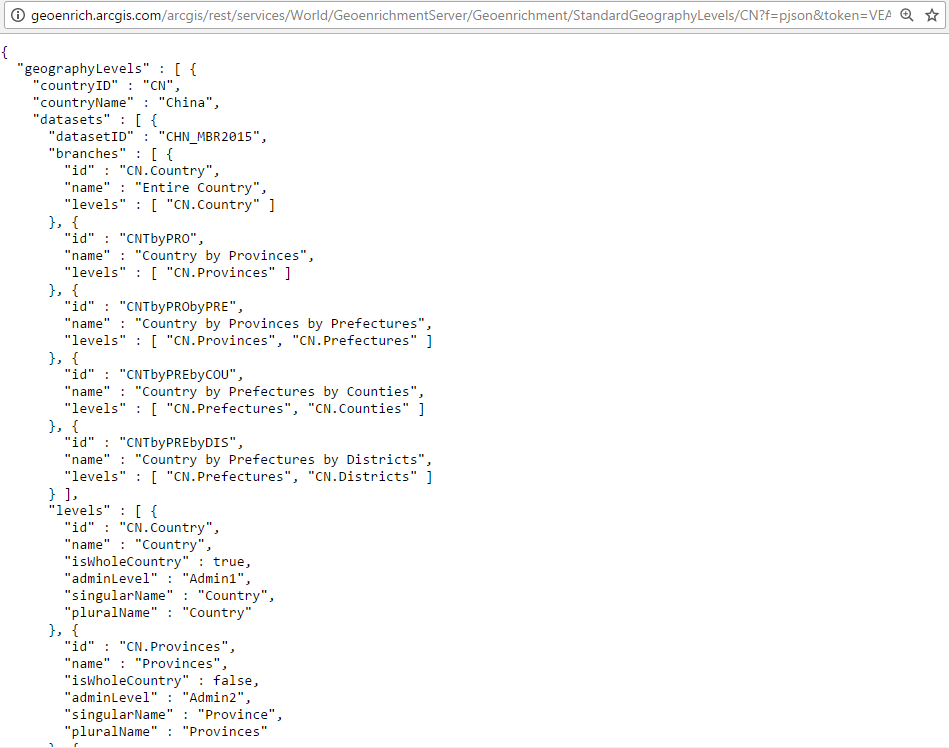 geoenrich.arcgis.com/arcgis/rest/services/World/GeoenrichmentServer/Geoenrichment/StandardGeographyLevels/CN?f=pjson&token=VEA
{
  "geographyLevels" : [ {
    "countryID" : "CN",
    "countryName" : "China",
    "datasets" : [ {
      "datasetID" : "CHN_MBR2015",
      "branches" : [ {
        "id" : "CN.Country",
        "name" : "Entire Country",
        "levels" : [ "CN.Country" ]
      }, {
        "id" : "CNTbyPRO",
        "name" : "Country by Provinces",
        "levels" : [ "CN.Provinces" ]
      }, {
        "id" : "CNTbyPRObyPRE",
        "name" : "Country by Provinces by Prefectures",
        "levels" : [ "CN.Provinces", "CN.Prefectures" ]
      }, {
        "id" : "CNTbyPREbyCOU",
        "name" : "Country by Prefectures by Counties",
        "levels" : [ "CN.Prefectures", "CN.Counties" ]
      }, {
        "id" : "CNTbyPREbyDIS",
        "name" : "Country by Prefectures by Districts",
        "levels" : [ "CN.Prefectures", "CN.Districts" ]
      } ],
      "levels" : [ {
        "id" : "CN.Country",
        "name" : "Country",
        "isWholeCountry" : true,
        "adminLevel" : "Admin1",
        "singularName" : "Country",
        "pluralName" : "Country"
      }, {
        "id" : "CN.Provinces",
        "name" : "Provinces",
        "isWholeCountry" : false,
        "adminLevel" : "Admin2",
        "singularName" : "Province",
        "pluralName" : "Provinces"
      }, {